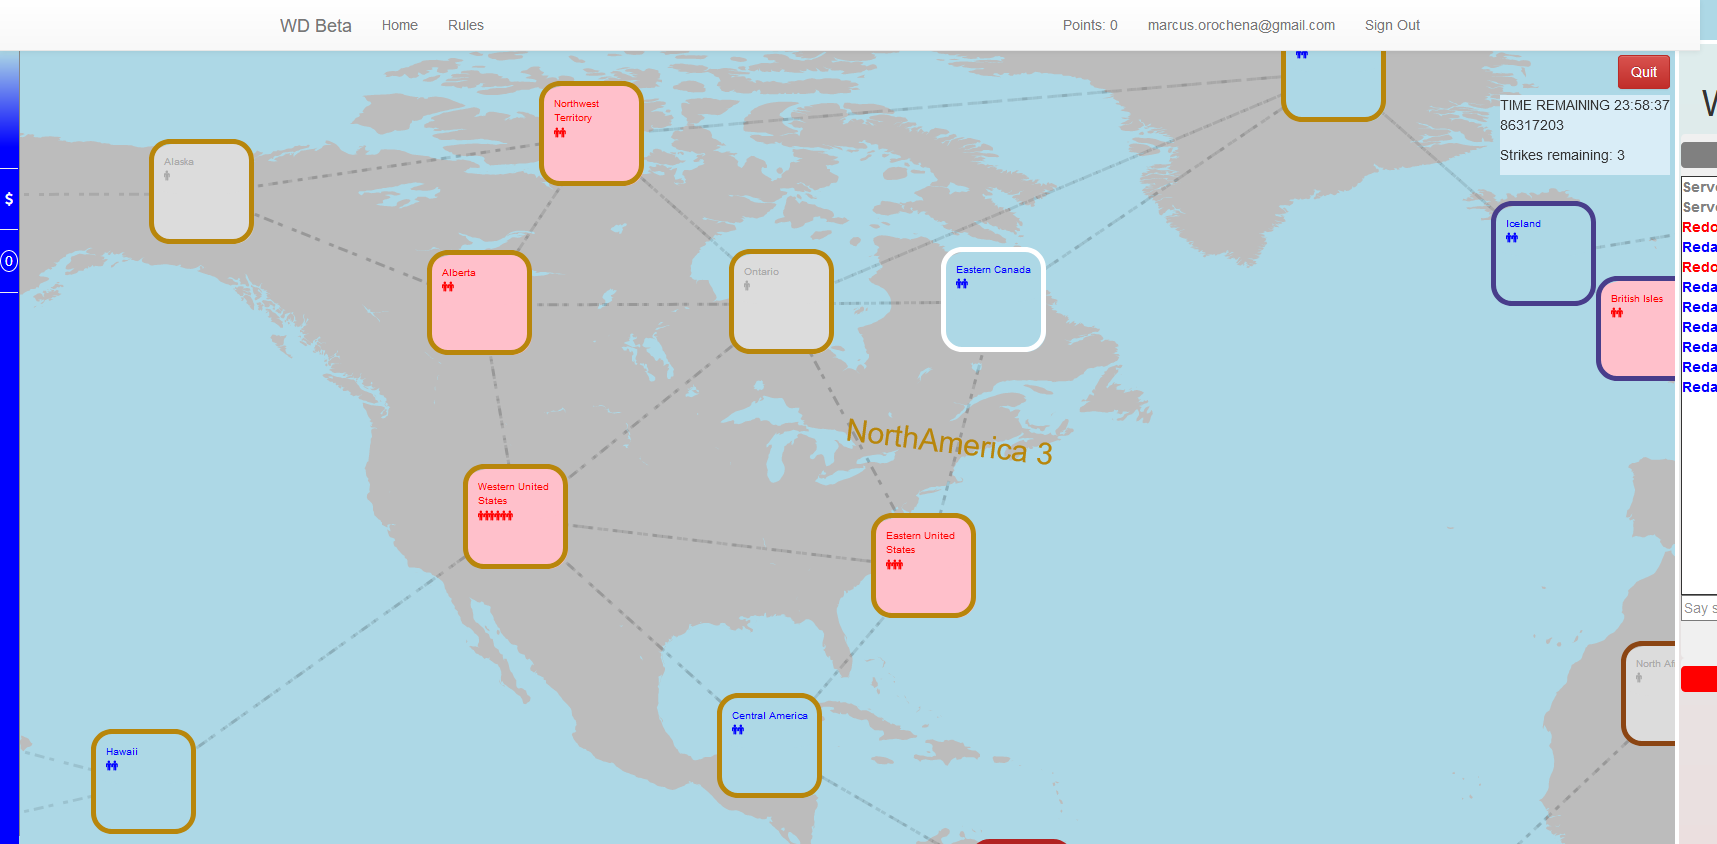 WD Beta Home Rules Points: 0 marcus.orochena@gmail.com Sign Out
Quit
TIME REMAINING 23:58:37
86317203
Strikes remaining: 3
$
0
Northwest
Territory
Alaska
Alberta
Ontario
Eastern Canada
Iceland
British Isles
NorthAmerica 3
Western United
States
Eastern United
States
Central America
Hawaii
North Af
W
Serv
Serv
Redo
Reda
Redo
Reda
Reda
Reda
Reda
Reda
Reda
Say s